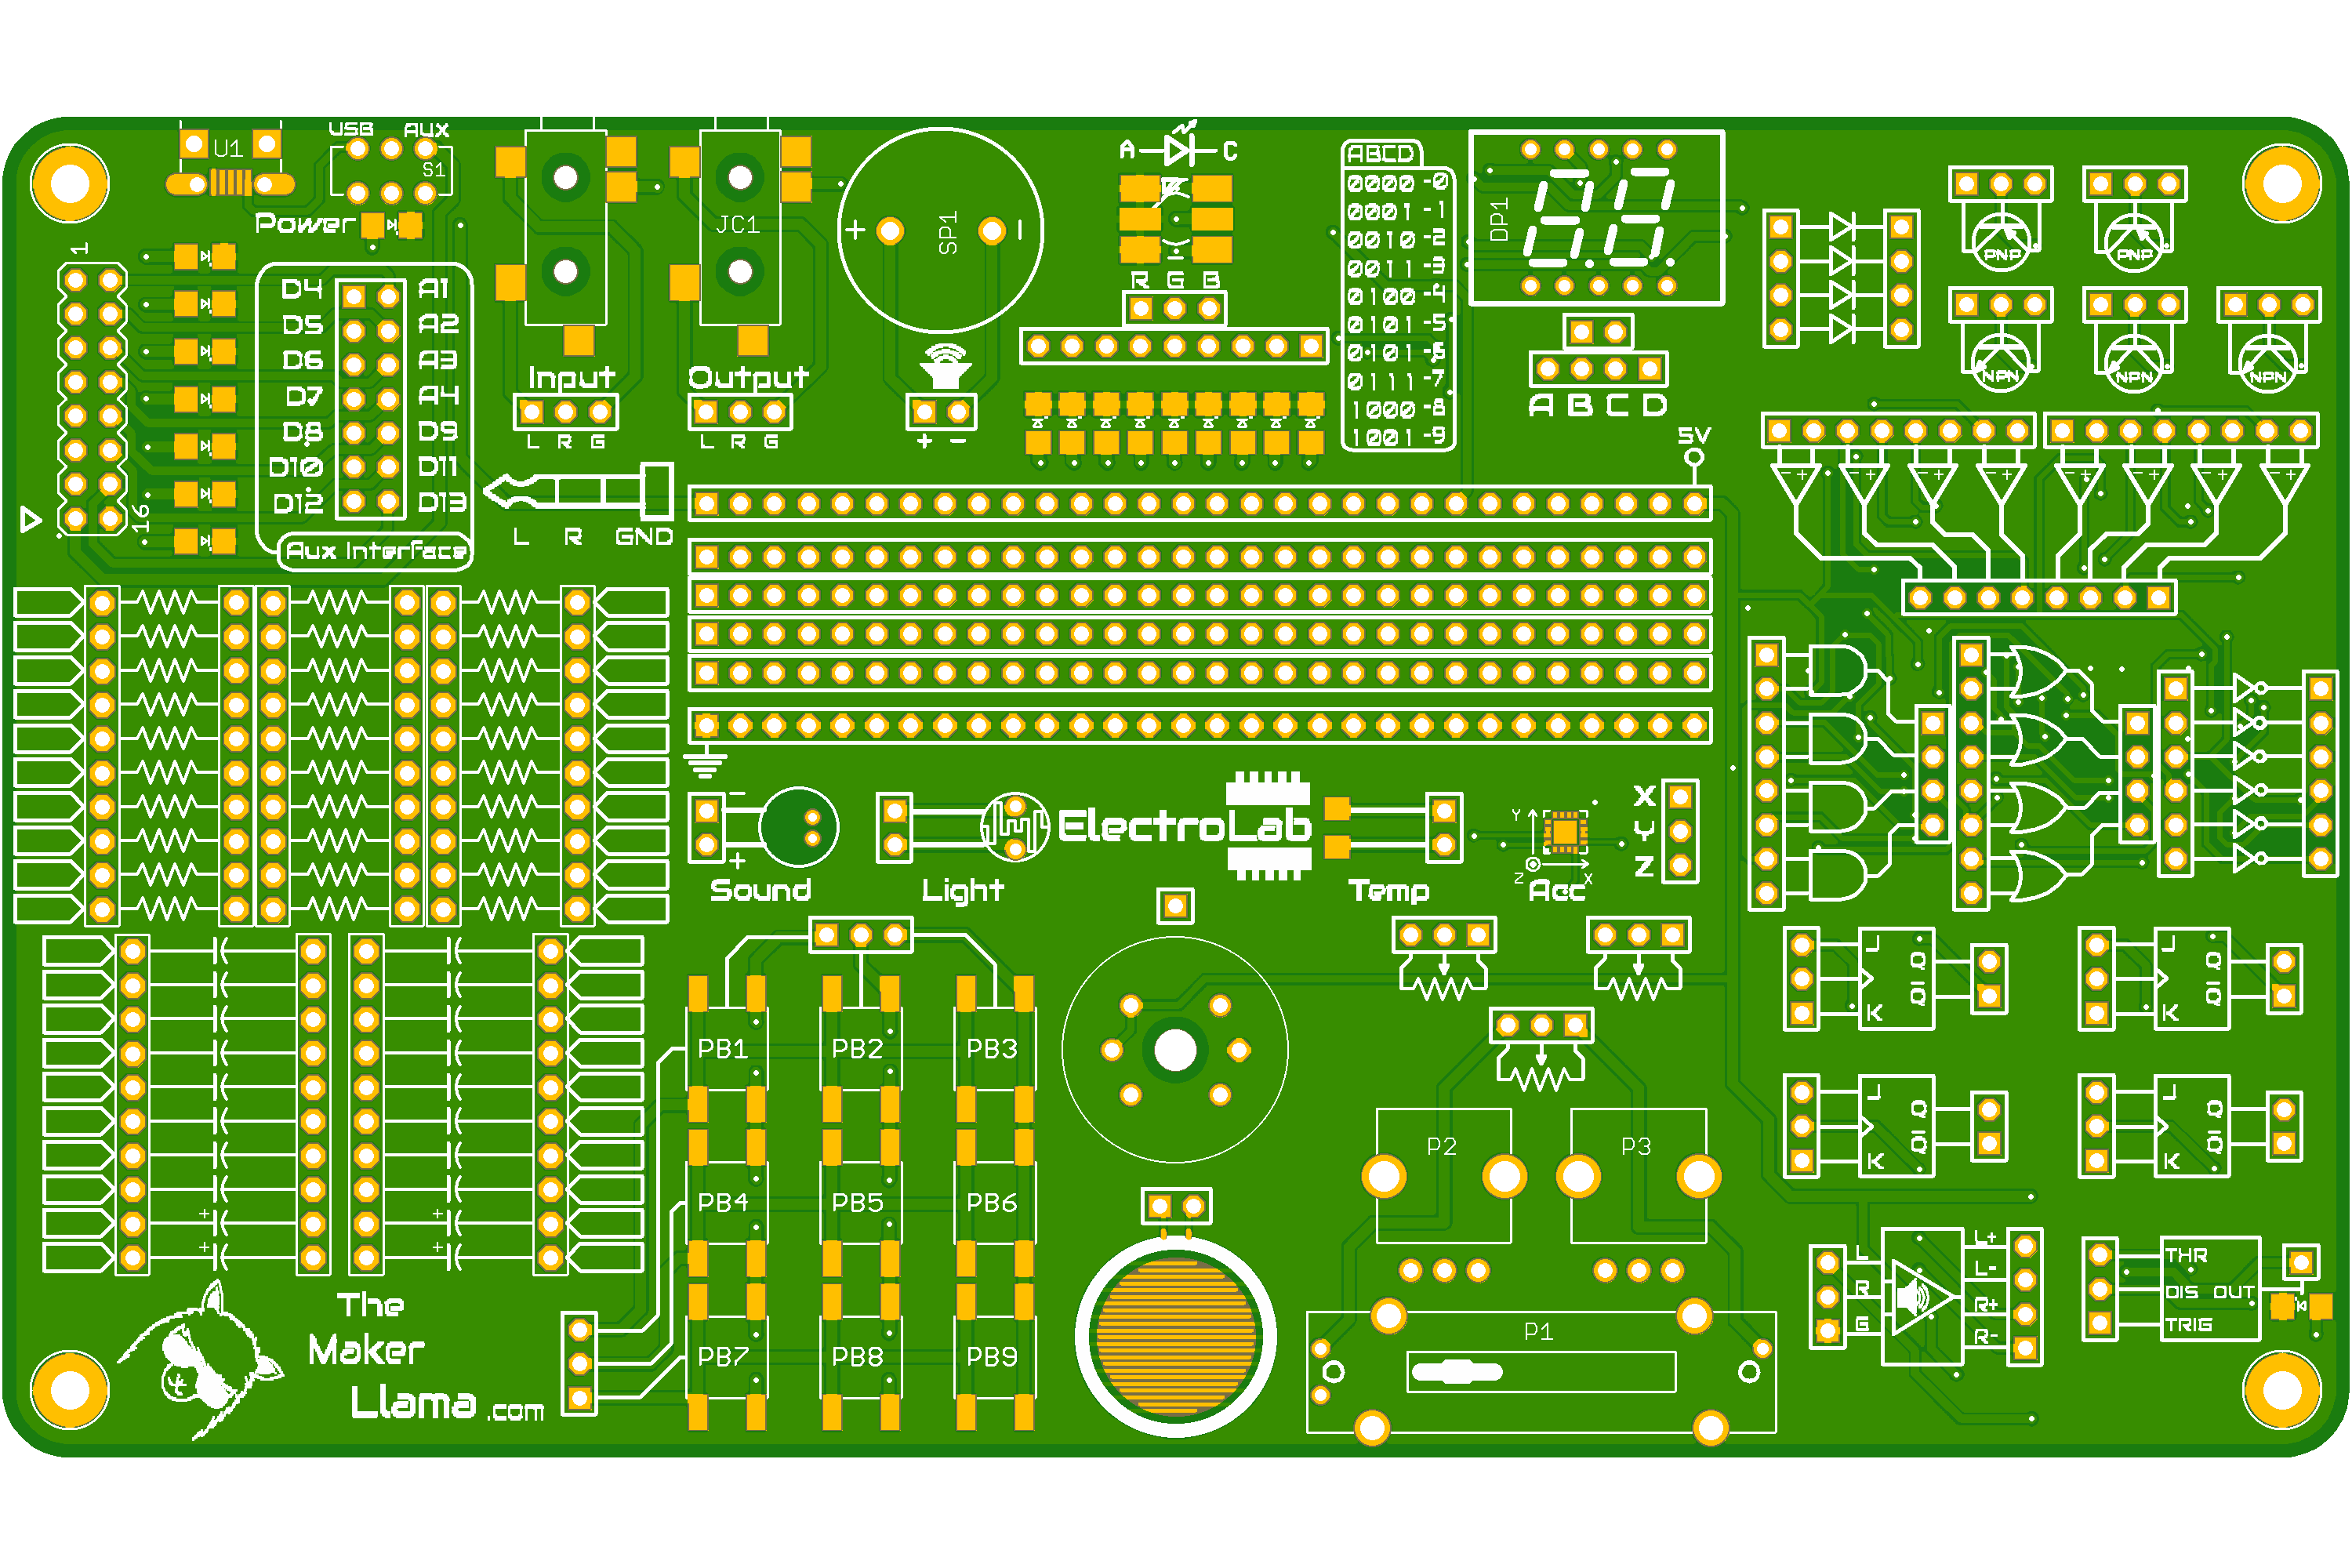 USB AUX
U1
S1
Power
1
16
D4 A1
D5 A2
D6 A3
D7 A4
D8 D9
D10 D11
D12 D13
Aux Interface
Input
L R G
JC1
Output
L R G
L R GND
+ SP1 -
+ -
A C
R G B
ABCD
0000 -0
0001 -1
0010 -2
0011 -3
0100 -4
0101 -5
0101 -6
0111 -7
1000 -8
1001 -9
DP1
A B C D
5V
PNP PNP
NPN NPN NPN
- + - + - + - + - + - + - + - +
-
+
Sound
Light
ElectroLab
Temp
Y
Z X
Acc
X
Y
Z
PB1 PB2 PB3
PB4 PB5 PB6
PB7 PB8 PB9
P2 P3
P1
J Q
K Q
J Q
K Q
J Q
K Q
J Q
K Q
L
R
G
L+
L-
R+
R-
THR
DIS OUT
TRIG
+ +
+ +
The
Maker
Llama .com